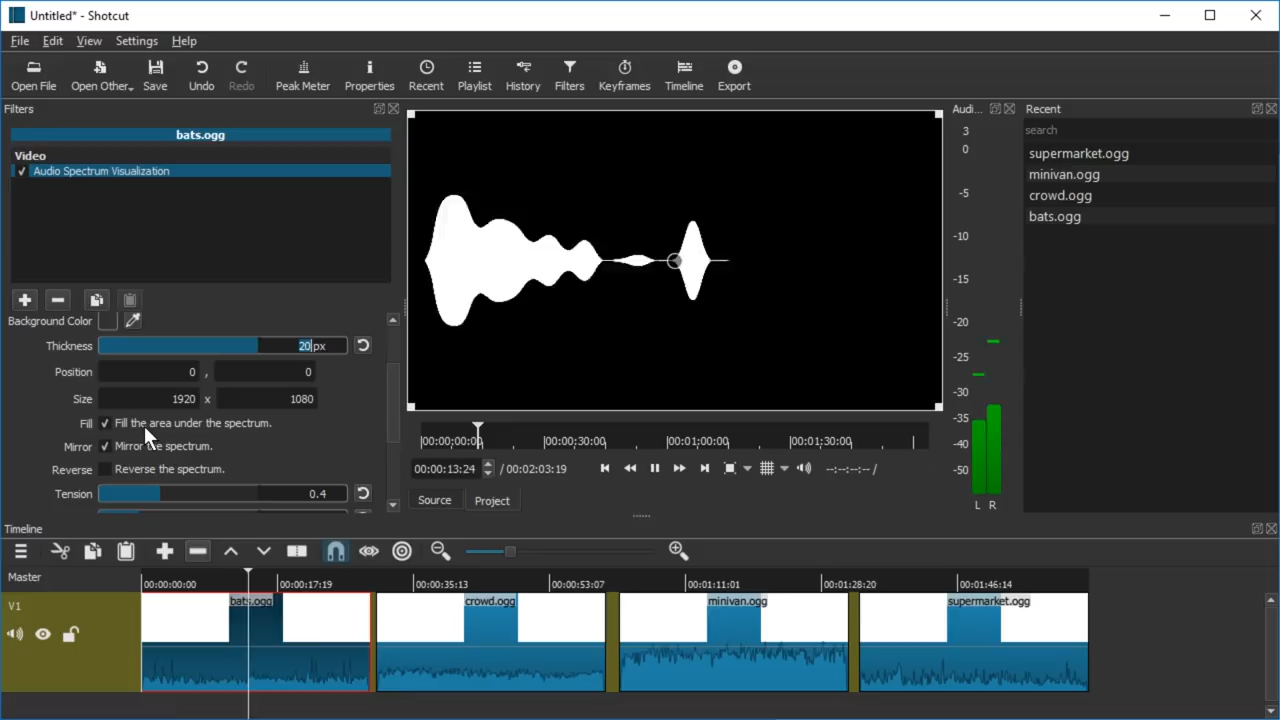 Untitled* - Shotcut
File Edit View Settings Help
Open File Open Other... Save Undo Redo Peak Meter Properties Recent Playlist History Filters Keyframes Timeline Export
Filters
bats.ogg
Video
Audio Spectrum Visualization
Background Color
Thickness 20 px
Position 0 , 0
Size 1920 x 1080
Fill Fill the area under the spectrum.
Mirror Mirror the spectrum.
Reverse Reverse the spectrum.
Tension 0.4
00:00:00:00 00:00:30:00 00:01:00:00 00:01:30:00
00:00:13:24 / 00:02:03:19 --:--:--:-- /
Source Project
Audi...
3
0
-5
-10
-15
-20
-25
-30
-35
-40
-50
L R
Recent
search
supermarket.ogg
minivan.ogg
crowd.ogg
bats.ogg
Timeline
Master
00:00:00:00 00:00:17:19 00:00:35:13 00:00:53:07 00:01:11:01 00:01:28:20 00:01:46:14
V1
bats.ogg crowd.ogg minivan.ogg supermarket.ogg